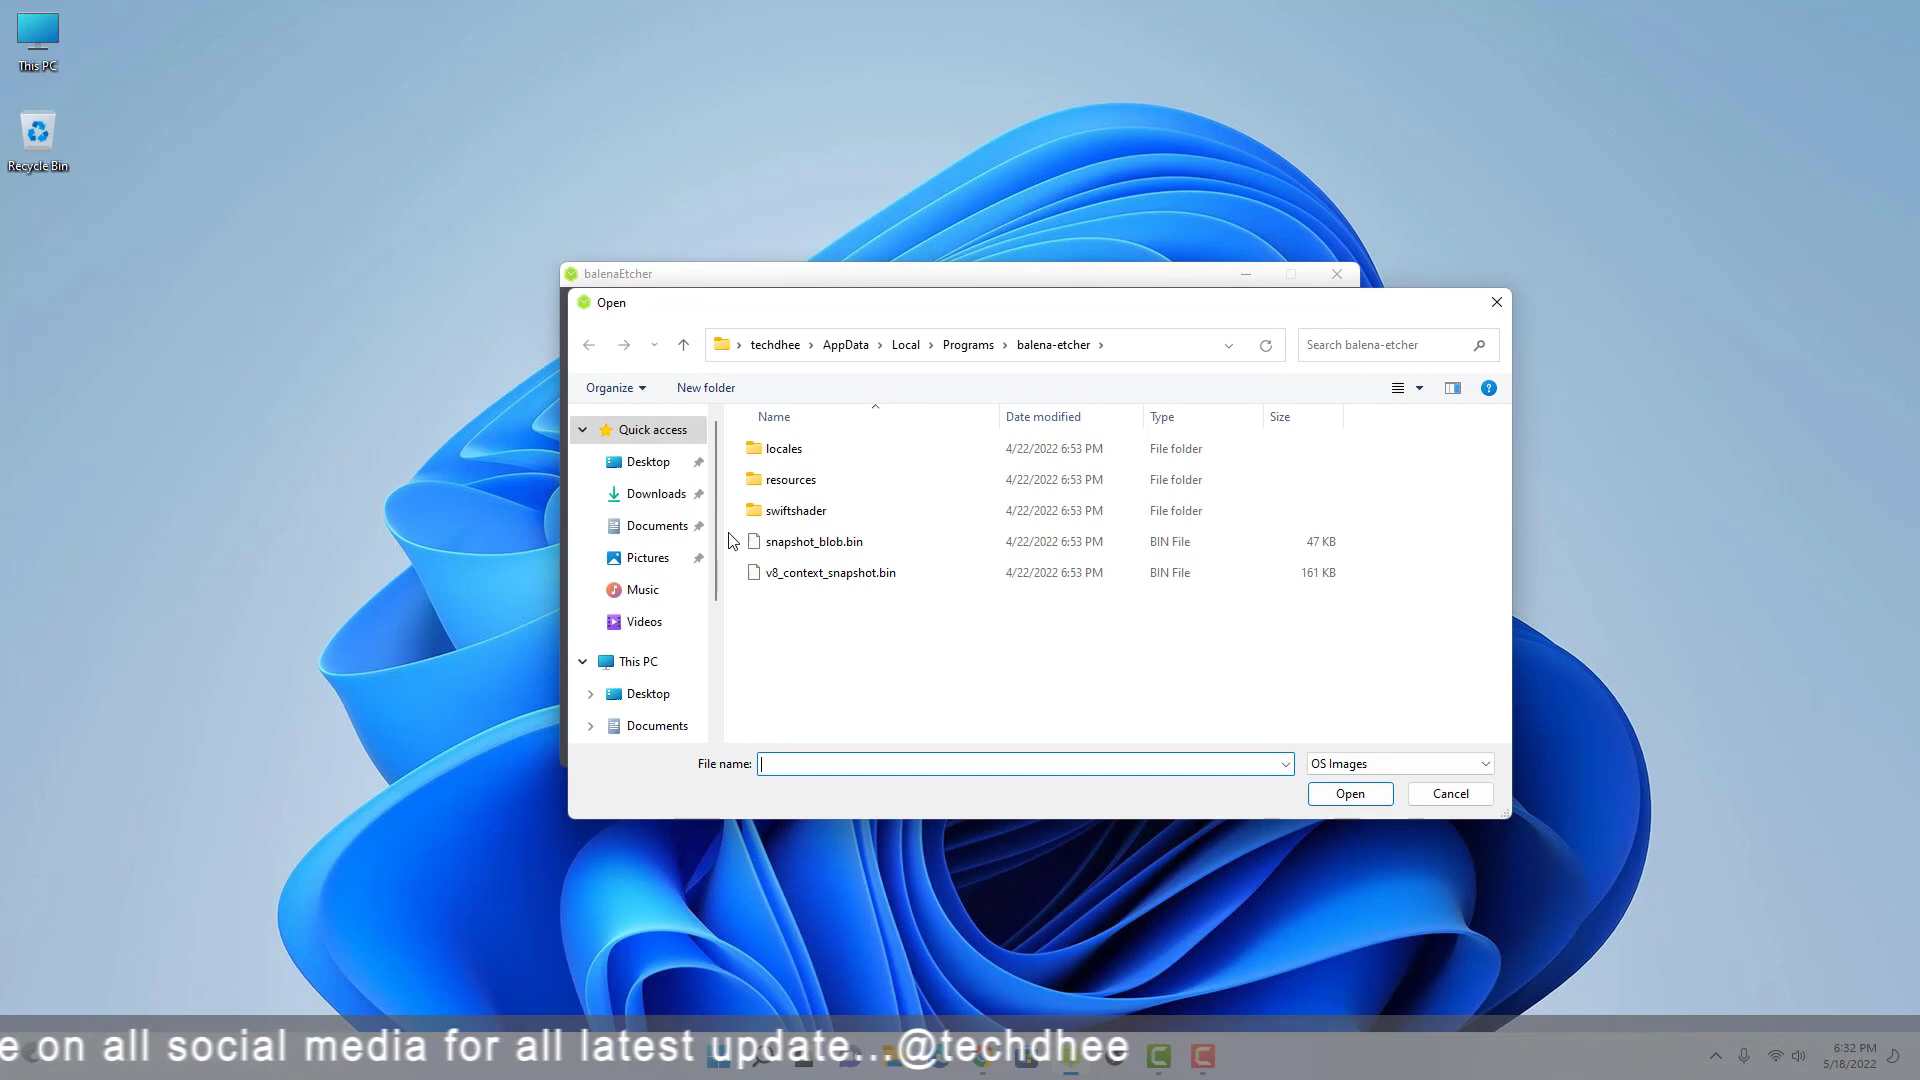 This PC
Recycle Bin
balenaEtcher
Open
techdhee
AppData
Local
Programs
balena-etcher
Search balena-etcher
Organize
New folder
Quick access
Desktop
Downloads
Documents
Pictures
Music
Videos
This PC
Desktop
Documents
Name Date modified Type Size
locales 4/22/2022 6:53 PM File folder
resources 4/22/2022 6:53 PM File folder
swiftshader 4/22/2022 6:53 PM File folder
snapshot_blob.bin 4/22/2022 6:53 PM BIN File 47 KB
v8_context_snapshot.bin 4/22/2022 6:53 PM BIN File 161 KB
File name:
OS Images
Open
Cancel
e on all social media for all latest update...@techdhee
6:32 PM
5/18/2022